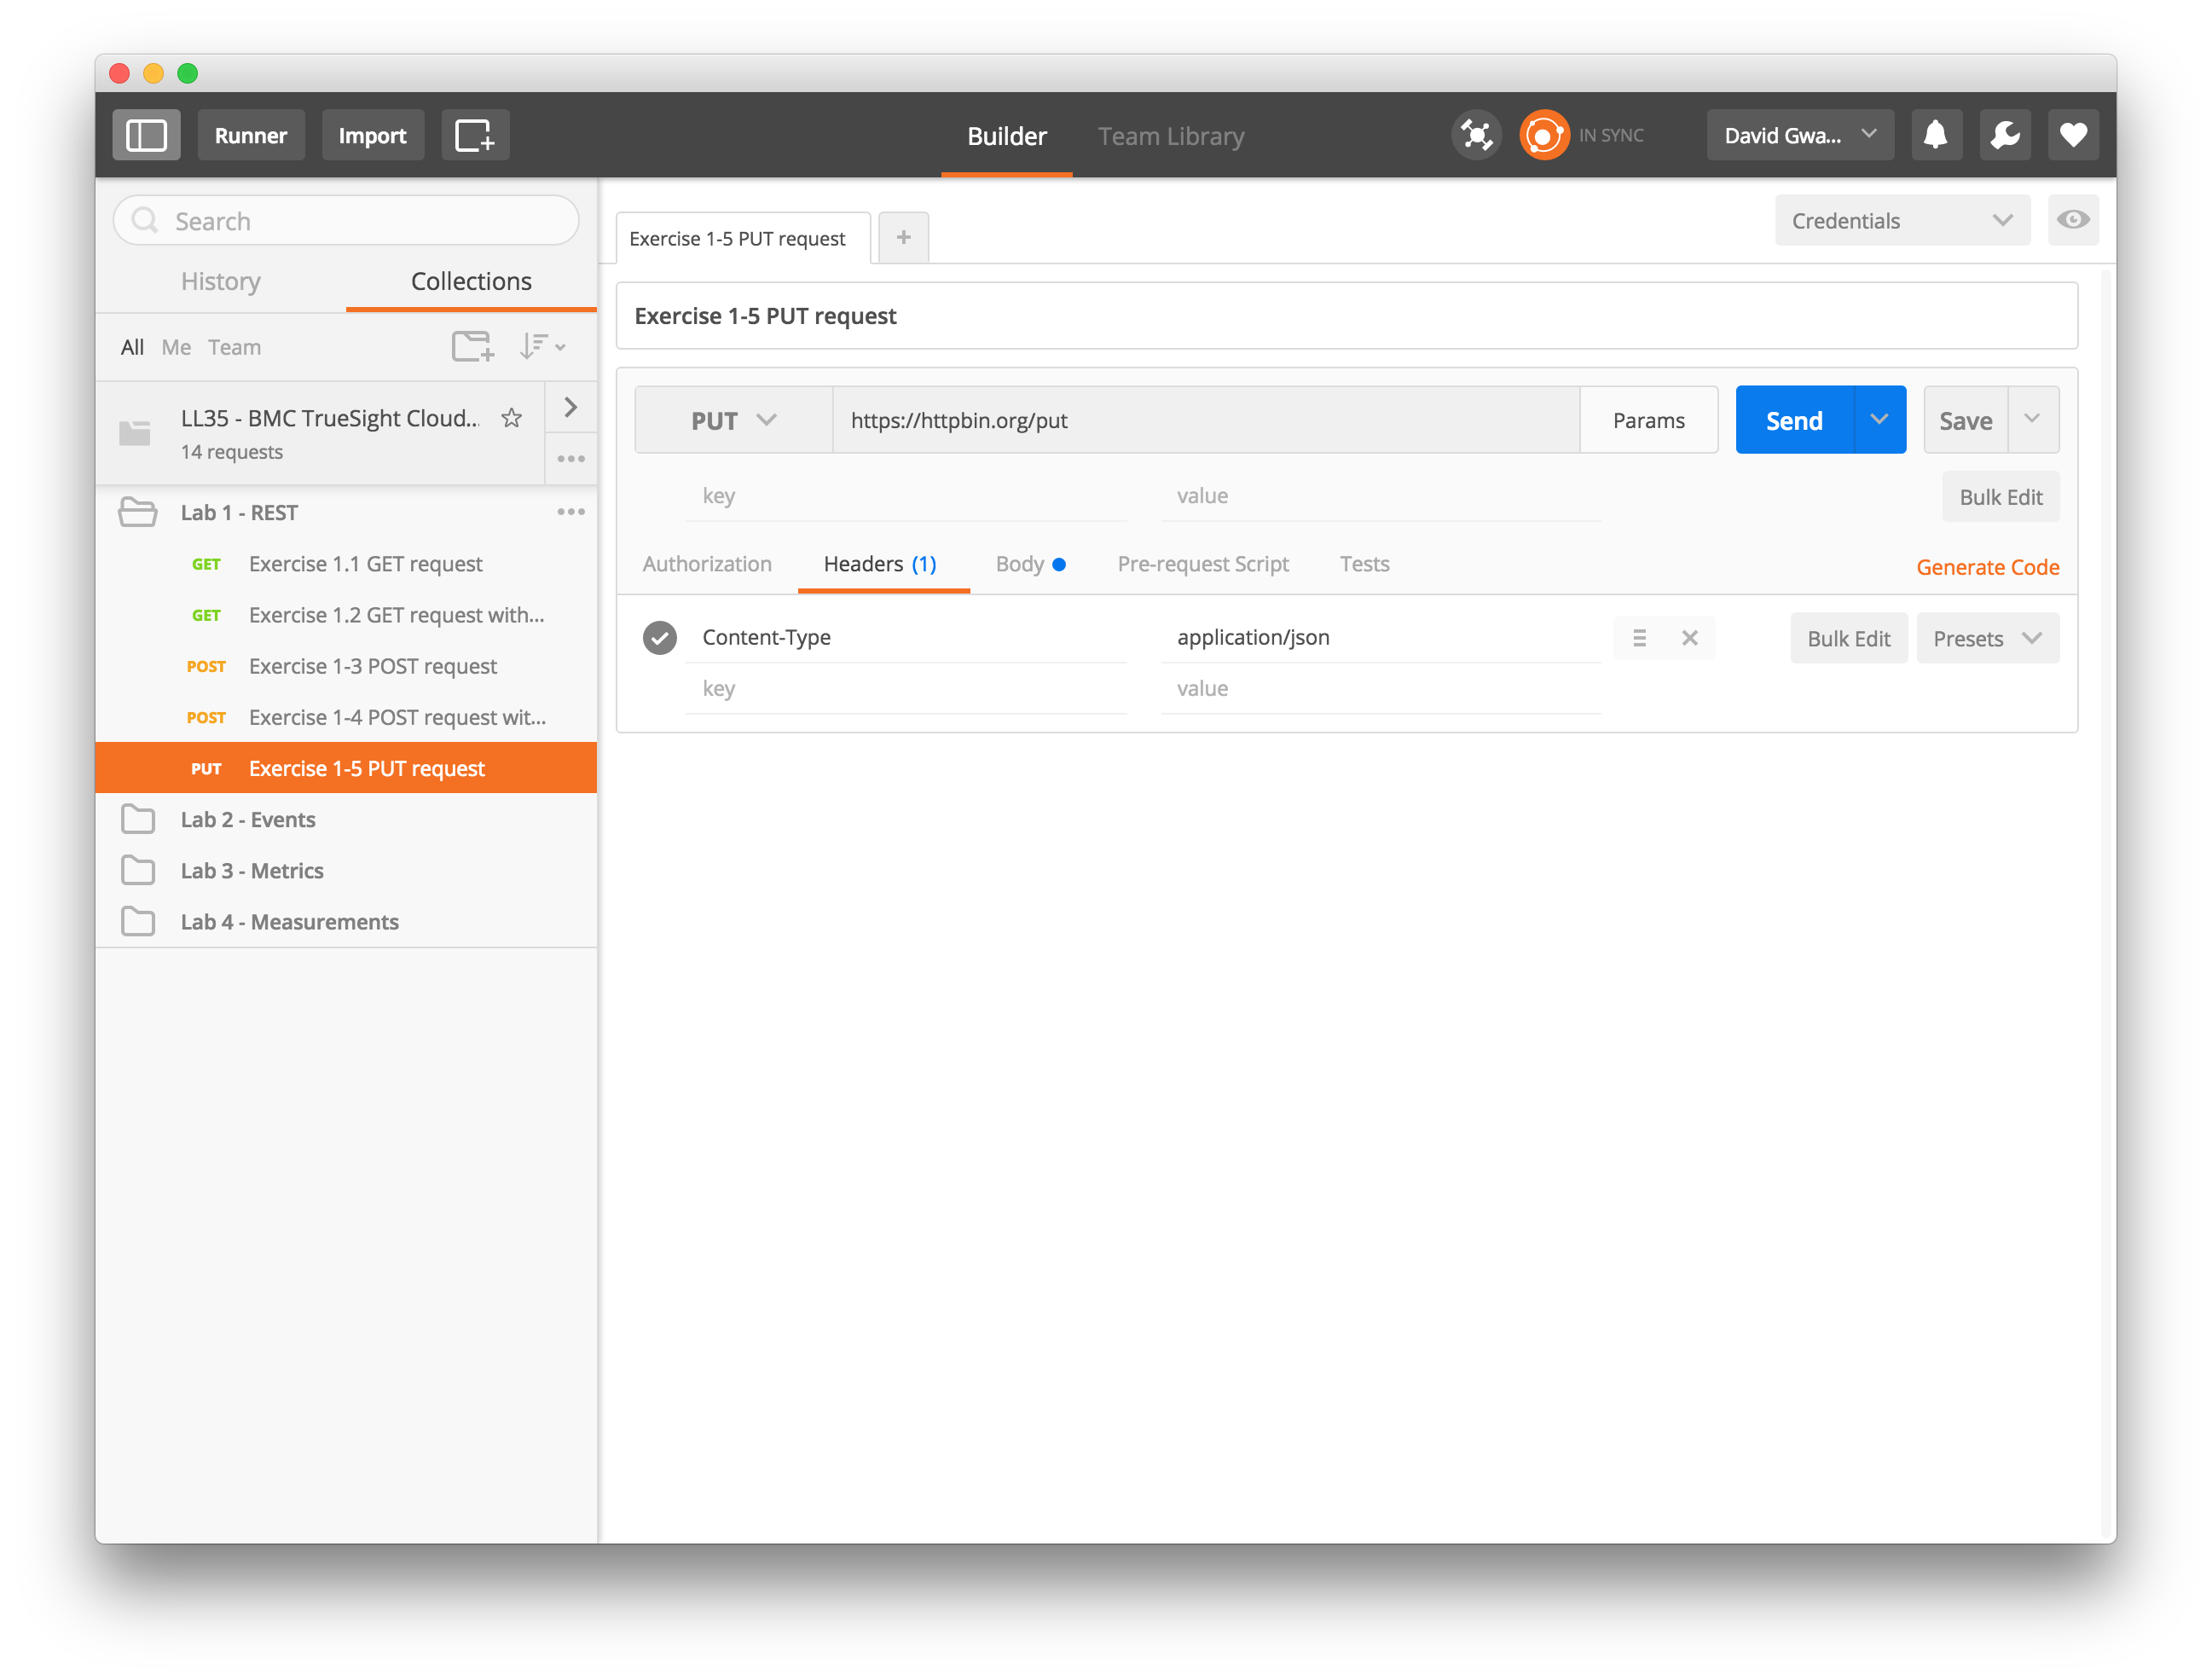 Runner Import Builder Team Library IN SYNC David Gwa...
Search
History Collections
All Me Team
LL35 - BMC TrueSight Cloud..
14 requests
Lab 1 - REST
GET Exercise 1.1 GET request
GET Exercise 1.2 GET request with...
POST Exercise 1-3 POST request
POST Exercise 1-4 POST request wit...
PUT Exercise 1-5 PUT request
Lab 2 - Events
Lab 3 - Metrics
Lab 4 - Measurements
Exercise 1-5 PUT request + Credentials
Exercise 1-5 PUT request
PUT https://httpbin.org/put Params Send Save
key value Bulk Edit
Authorization Headers (1) Body Pre-request Script Tests Generate Code
Content-Type application/json Bulk Edit Presets
key value